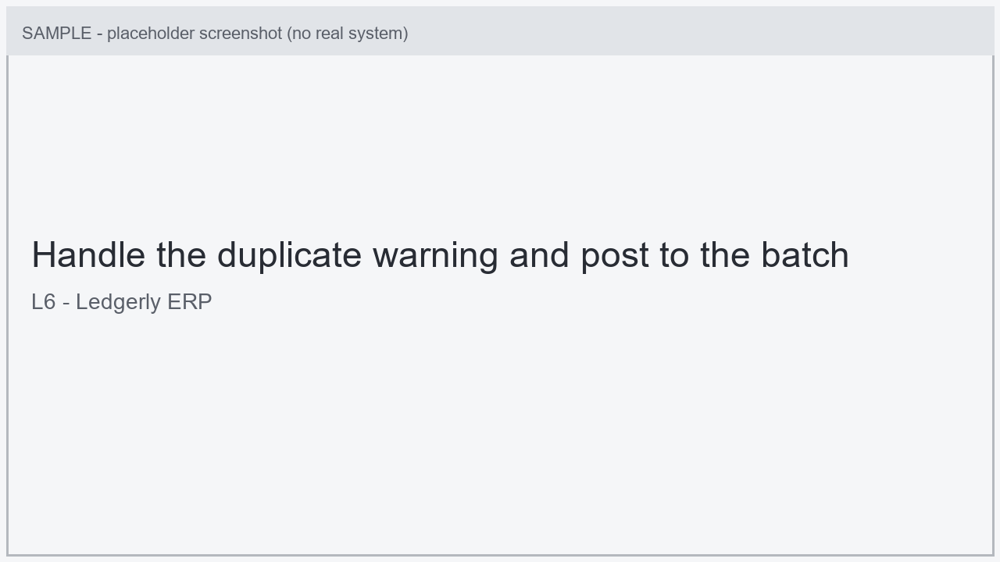 SAMPLE - placeholder screenshot (no real system)
Handle the duplicate warning and post to the batch
L6 - Ledgerly ERP